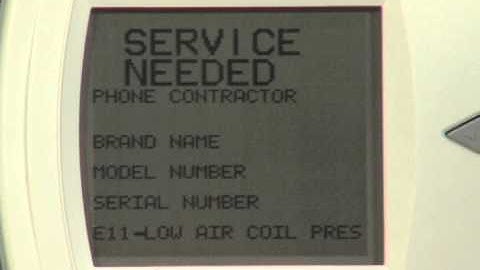 SERVICE
NEEDED
PHONE CONTRACTOR
BRAND NAME
MODEL NUMBER
SERIAL NUMBER
E11-LOW AIR COIL PRES